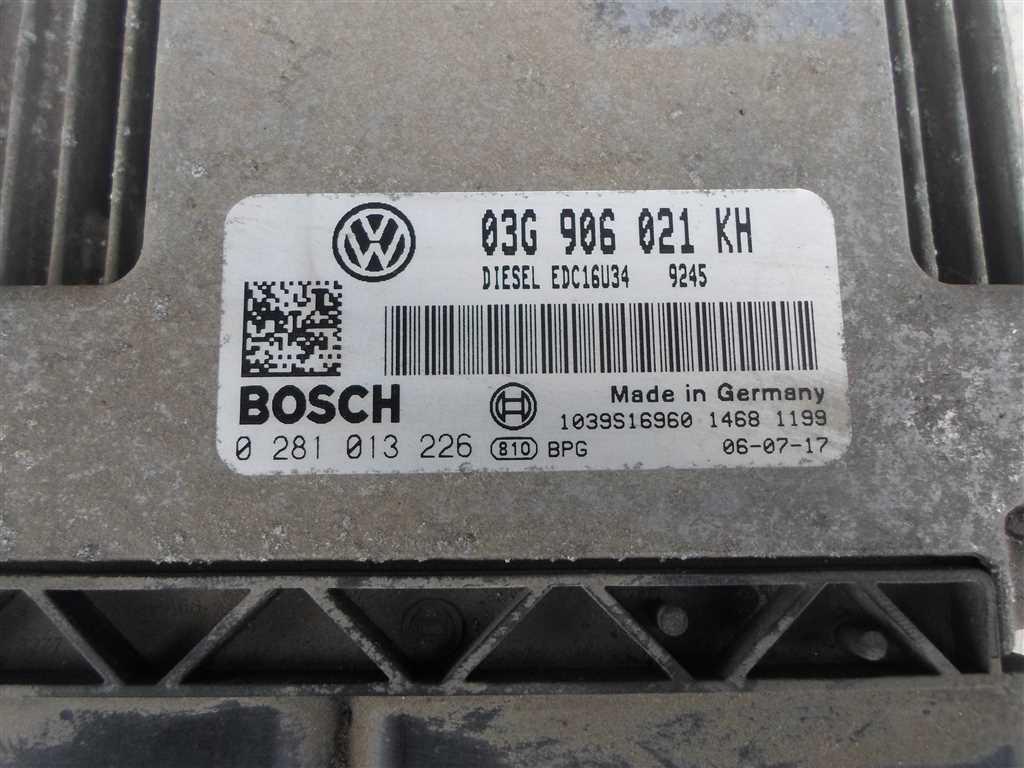 03G 906 021 KH
DIESEL EDC16U34 9245
BOSCH
Made in Germany
1039S16960 1468 1199
0 281 013 226 810 BPG 06-07-17